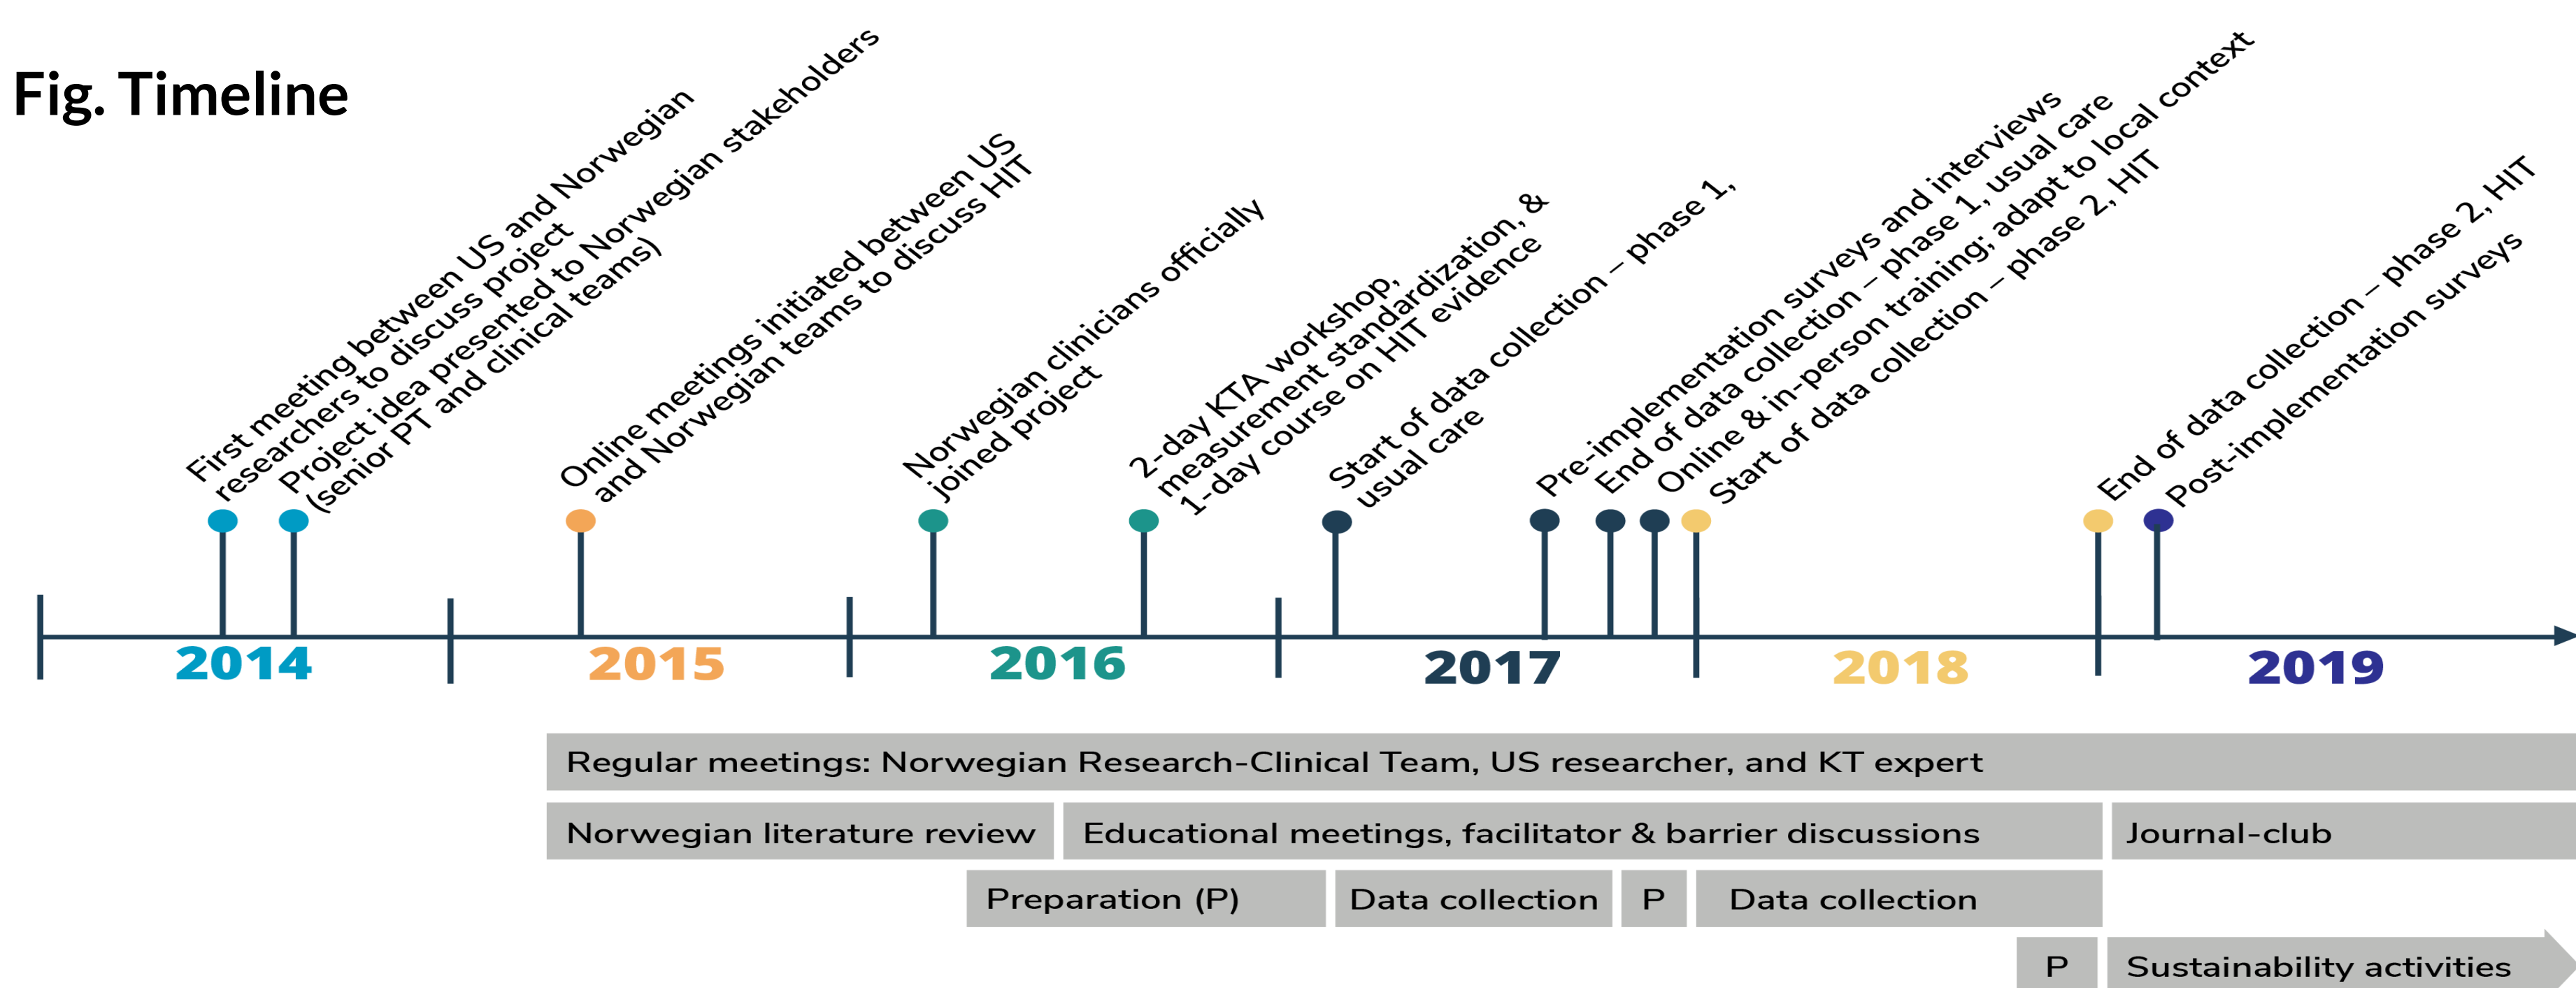 Fig. Timeline
First meeting between US and Norwegian
researchers to discuss project
Project idea presented to Norwegian stakeholders
(senior PT and clinical teams)
Online meetings initiated between US
and Norwegian teams to discuss HIT
Norwegian clinicians officially
joined project
2-day KTA workshop,
measurement standardization, &
1-day course on HIT evidence
Start of data collection – phase 1,
usual care
Pre-implementation surveys and interviews
End of data collection – phase 1, usual care
Online & in-person training; adapt to local context
Start of data collection – phase 2, HIT
End of data collection – phase 2, HIT
Post-implementation surveys
2014
2015
2016
2017
2018
2019
Regular meetings: Norwegian Research-Clinical Team, US researcher, and KT expert
Norwegian literature review
Educational meetings, facilitator & barrier discussions
Journal-club
Preparation (P)
Data collection
P
Data collection
P
Sustainability activities